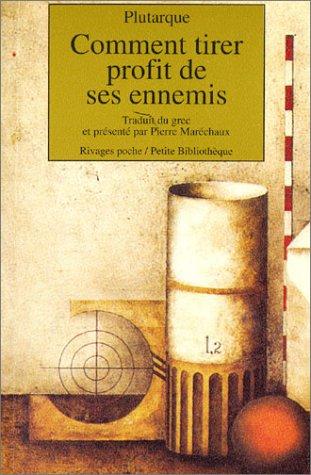 Plutarque
Comment tirer
profit de
ses ennemis
Traduit du grec
et présenté par Pierre Maréchaux
Rivages poche / Petite Bibliothèque
1,2